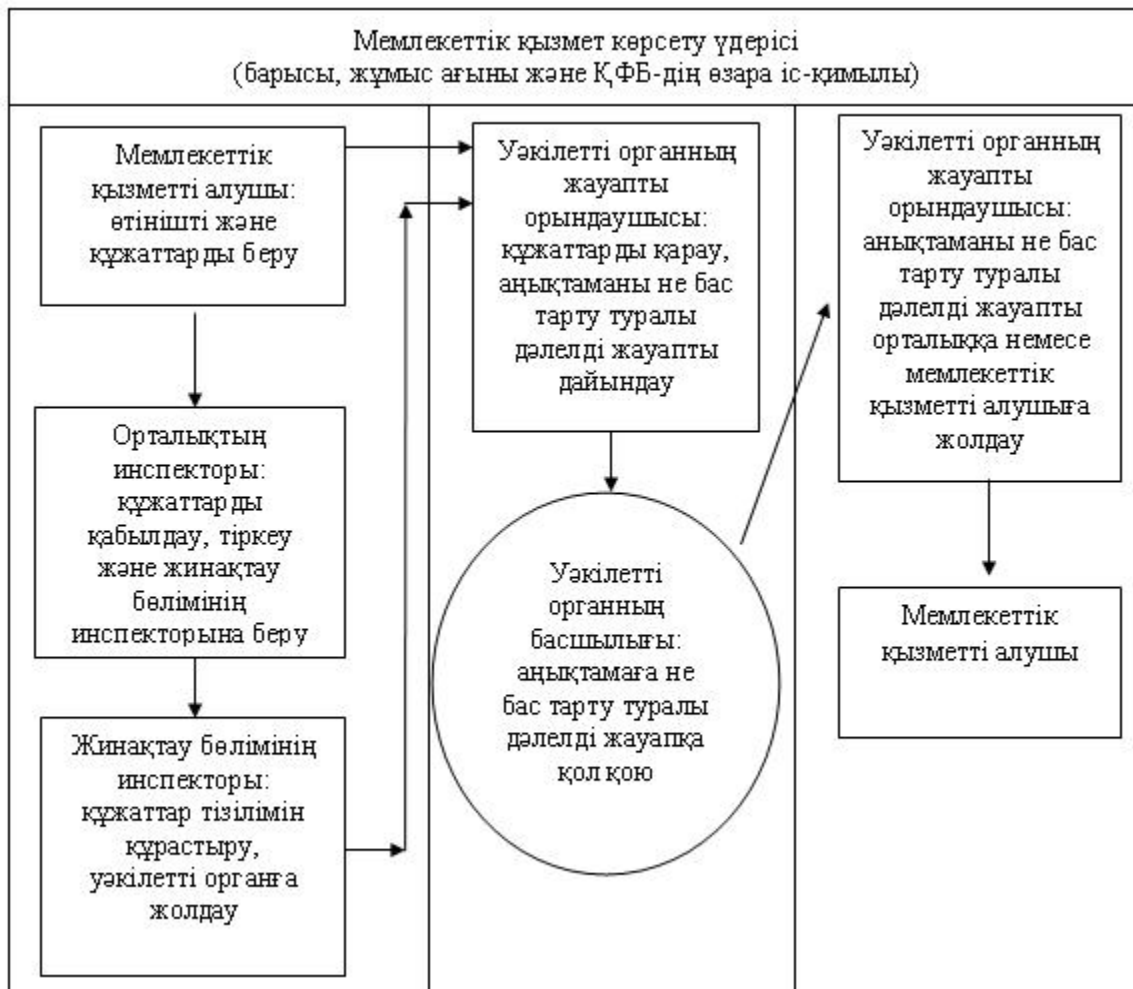 Мемлекеттік қызмет көрсету үдерісі
(барысы, жұмыс ағыны және ҚФБ-дің өзара іс-қимылы)
Мемлекеттік
қызметті алушы:
өтінішті және
құжаттарды беру
Орталықтың
инспекторы:
құжаттарды
қабылдау, тіркеу
және жинақтау
бөлімінің
инспекторына беру
Жинақтау бөлімінің
инспекторы:
құжаттар тізілімін
құрастыру,
уәкілетті органға
жолдау
Уәкілетті органның
жауапты
орындаушысы:
құжаттарды қарау,
аңықтаманы не бас
тарту туралы
дәлелді жауапты
дайындау
Уәкілетті
органның
басшылығы:
аңықтамаға не
бас тарту туралы
дәлелді жауапқа
қол қою
Уәкілетті органның
жауапты
орындаушысы:
анықтаманы не бас
тарту туралы
дәлелді жауапты
орталыққа немесе
мемлекеттік
қызметті алушыға
жолдау
Мемлекеттік
қызметті алушы